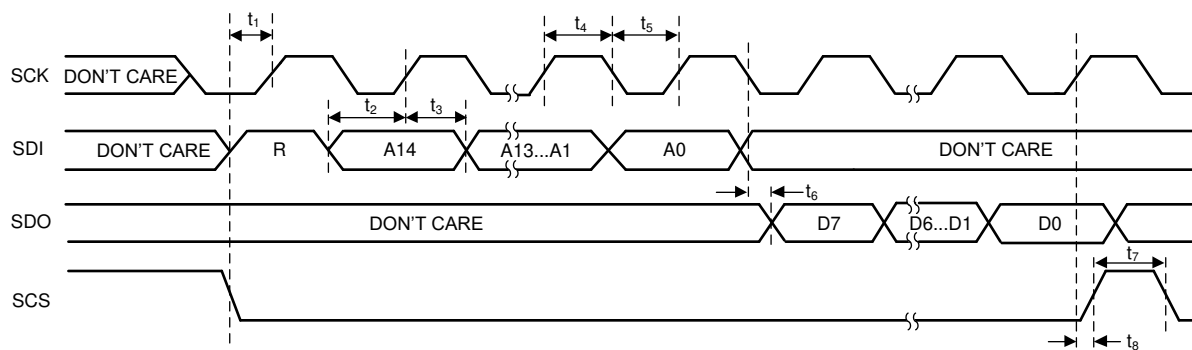 t1
t4
t5
SCK
DON'T CARE
t2
t3
SDI
DON'T CARE
R
A14
A13...A1
A0
DON'T CARE
t6
SDO
DON'T CARE
D7
D6...D1
D0
t7
SCS
t8